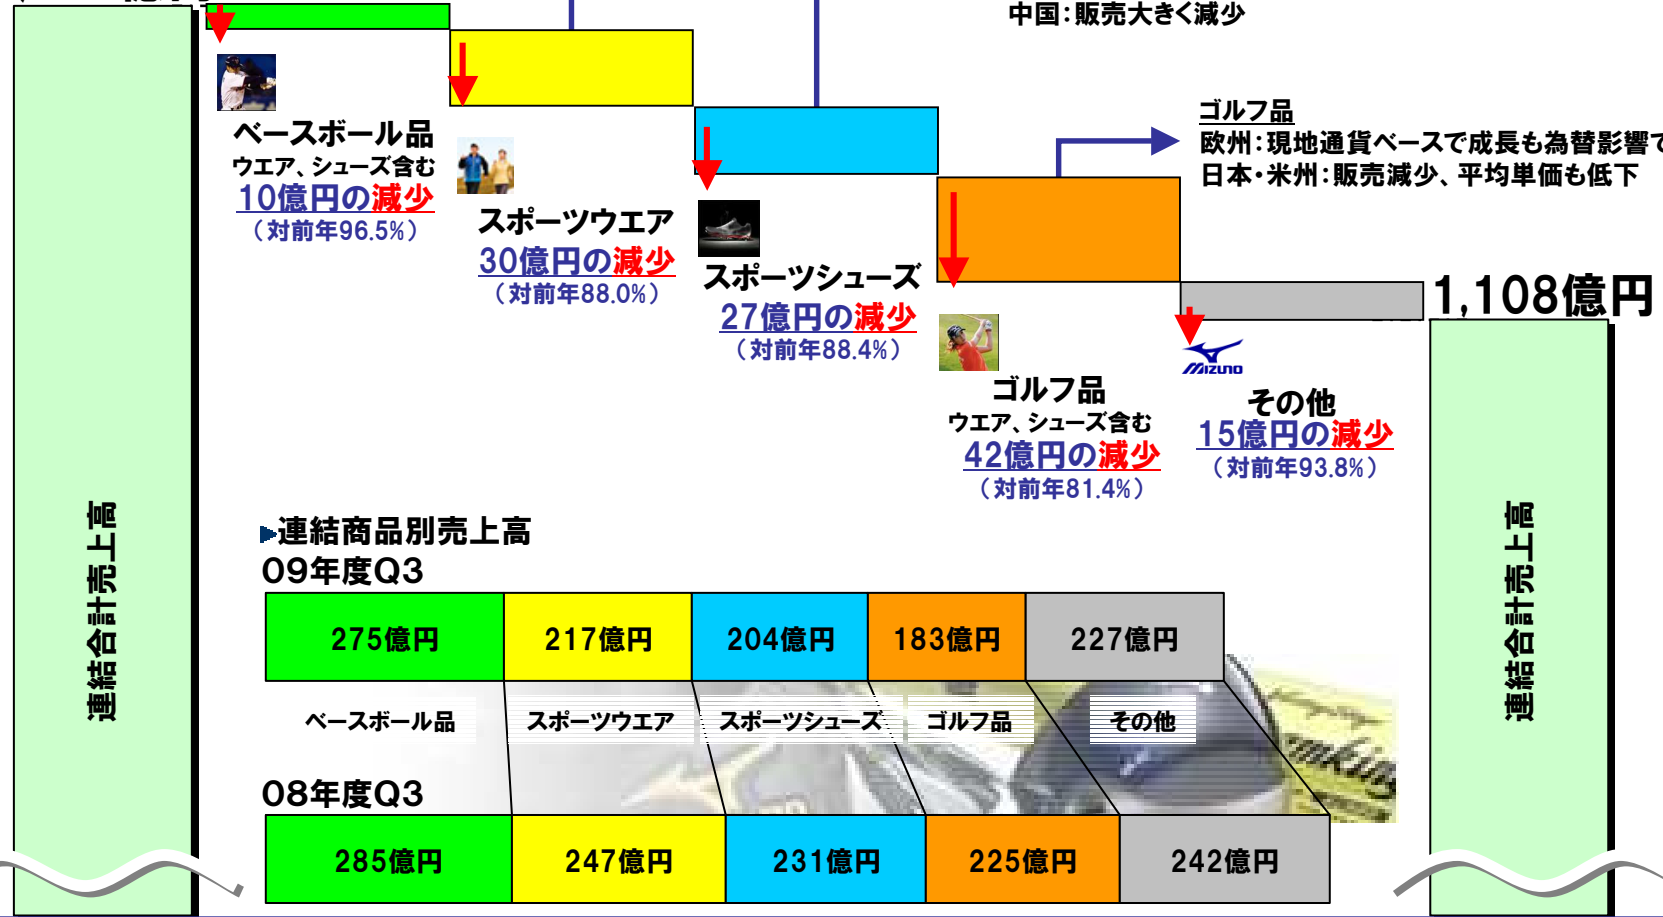 中国：販売大きく減少
ゴルフ品
欧州：現地通貨ベースで成長も為替影響で
日本・米州：販売減少、平均単価も低下
ベースボール品
ウエア、シューズ含む
10億円の減少
（対前年96.5%）
スポーツウエア
30億円の減少
（対前年88.0%）
スポーツシューズ
27億円の減少
（対前年88.4%）
ゴルフ品
ウエア、シューズ含む
42億円の減少
（対前年81.4%）
MIZUNO
その他
15億円の減少
（対前年93.8%）
1,108億円
連結合計売上高
連結合計売上高
連結商品別売上高
09年度Q3
275億円 217億円 204億円 183億円 227億円
ベースボール品 スポーツウエア スポーツシューズ ゴルフ品 その他
08年度Q3
285億円 247億円 231億円 225億円 242億円